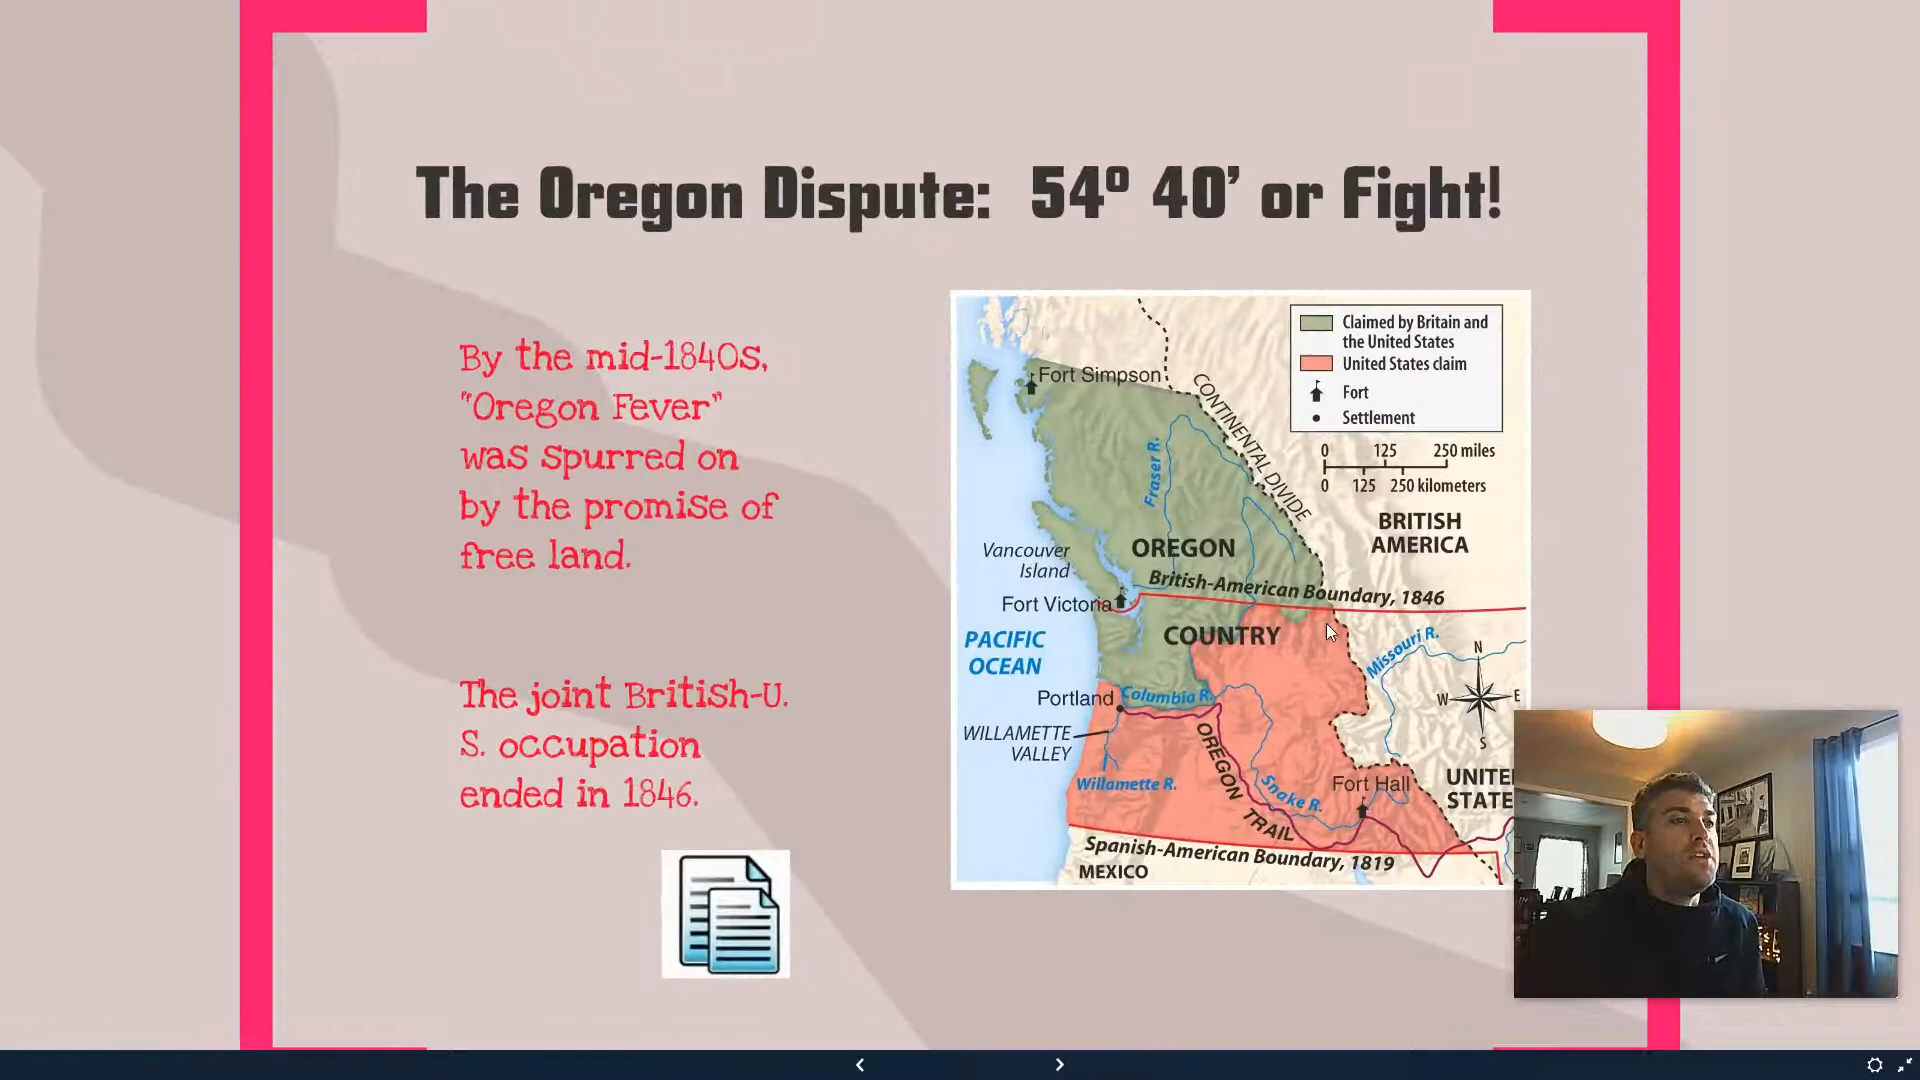 The Oregon Dispute: 54º 40’ or Fight!
By the mid-1840s,
"Oregon Fever"
was spurred on
by the promise of
free land.
The joint British-U.
S. occupation
ended in 1846.
Claimed by Britain and
the United States
United States claim
Fort
Settlement
0 125 250 miles
0 125 250 kilometers
Fort Simpson
CONTINENTAL DIVIDE
Fraser R.
BRITISH
AMERICA
OREGON
Vancouver
Island
British-American Boundary, 1846
Fort Victoria
COUNTRY
PACIFIC
OCEAN
Missouri R.
N
W E
S
Portland
Columbia R.
WILLAMETTE
VALLEY
OREGON TRAIL
Willamette R.
Snake R.
Fort Hall
UNITE
STATE
Spanish-American Boundary, 1819
MEXICO